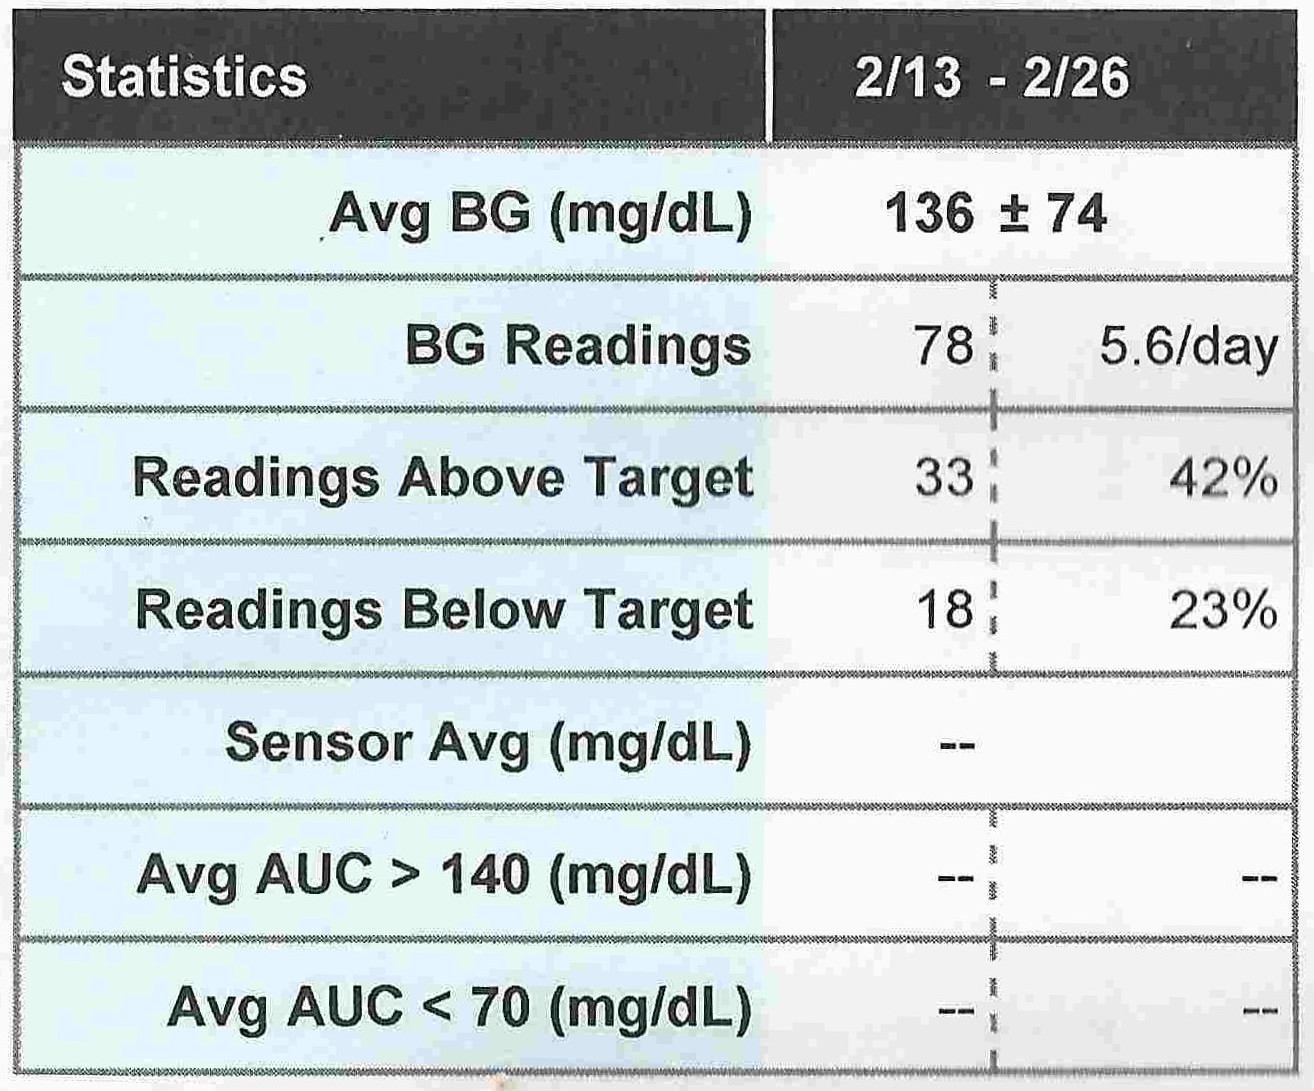 Statistics 2/13 - 2/26
Avg BG (mg/dL) 136 ± 74
BG Readings 78 5.6/day
Readings Above Target 33 42%
Readings Below Target 18 23%
Sensor Avg (mg/dL) --
Avg AUC > 140 (mg/dL) -- --
Avg AUC < 70 (mg/dL) -- --